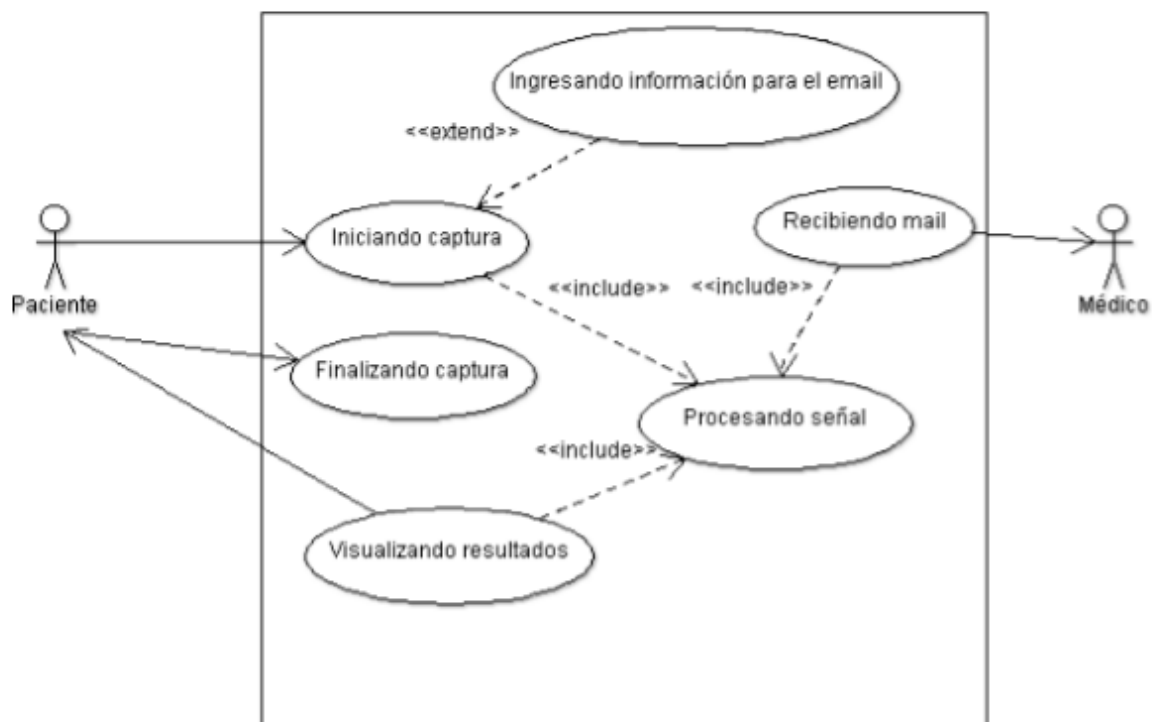 Ingresando información para el email
<<extend>>
Recibiendo mail
Iniciando captura
<<include>>
<<include>>
Paciente
Médico
Finalizando captura
Procesando señal
<<include>>
Visualizando resultados